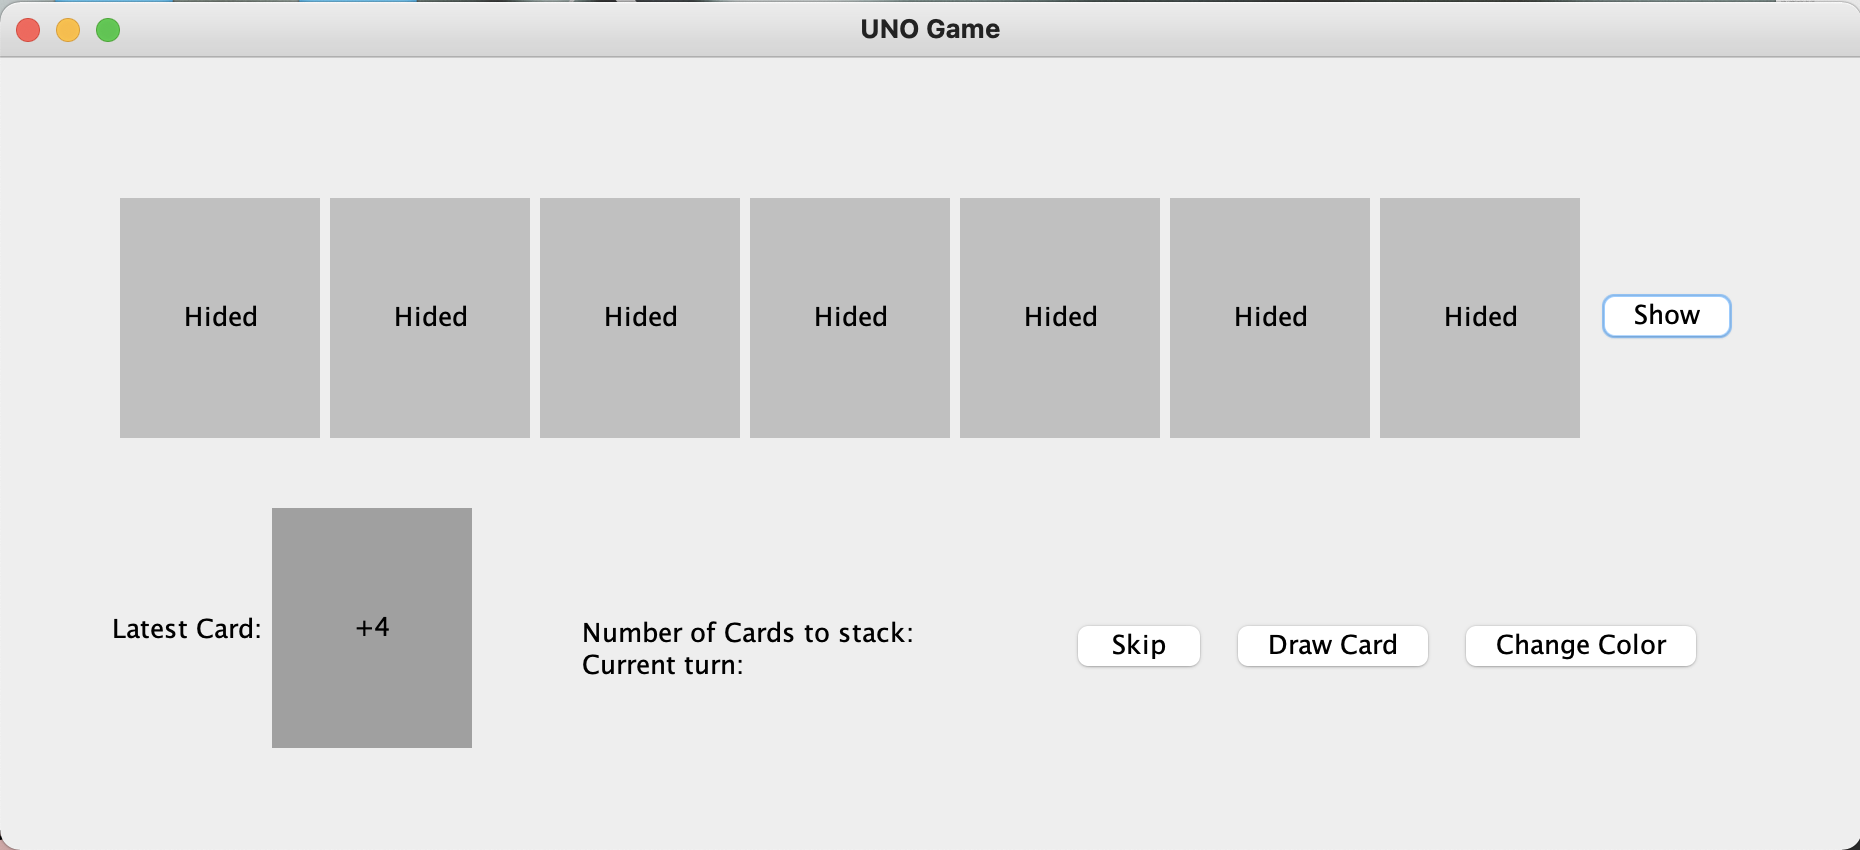 UNO Game
Hided Hided Hided Hided Hided Hided Hided Show
Latest Card: +4
Number of Cards to stack:
Current turn:
Skip Draw Card Change Color